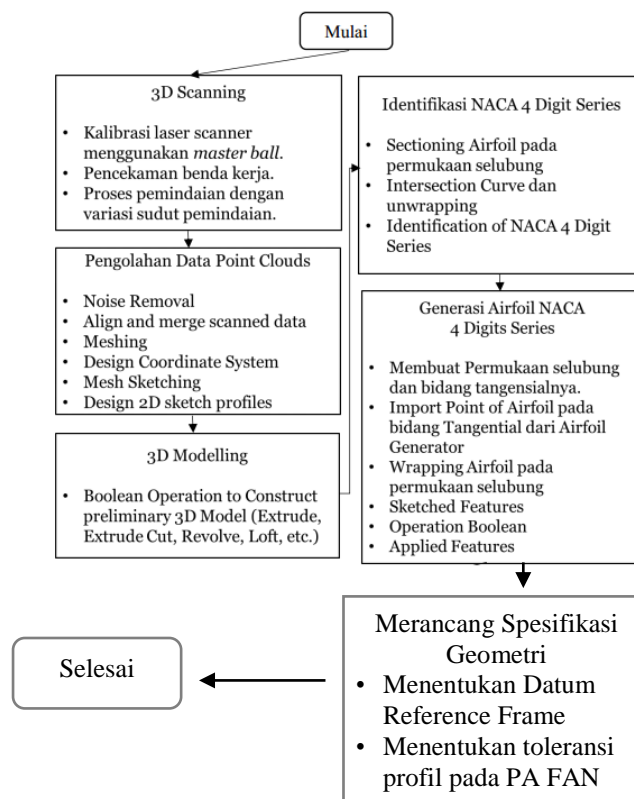 Mulai
3D Scanning
• Kalibrasi laser scanner
menggunakan master ball.
• Pencekaman benda kerja.
• Proses pemindaian dengan
variasi sudut pemindaian.
Pengolahan Data Point Clouds
• Noise Removal
• Align and merge scanned data
• Meshing
• Design Coordinate System
• Mesh Sketching
• Design 2D sketch profiles
3D Modelling
• Boolean Operation to Construct
preliminary 3D Model (Extrude,
Extrude Cut, Revolve, Loft, etc.)
Identifikasi NACA 4 Digit Series
• Sectioning Airfoil pada
permukaan selubung
• Intersection Curve dan
unwrapping
• Identification of NACA 4 Digit
Series
Generasi Airfoil NACA
4 Digits Series
• Membuat Permukaan selubung
dan bidang tangensialnya.
• Import Point of Airfoil pada
bidang Tangential dari Airfoil
Generator
• Wrapping Airfoil pada
permukaan selubung
• Sketched Features
• Operation Boolean
• Applied Features
Merancang Spesifikasi
Geometri
• Menentukan Datum
Reference Frame
• Menentukan toleransi
profil pada PA FAN
Selesai